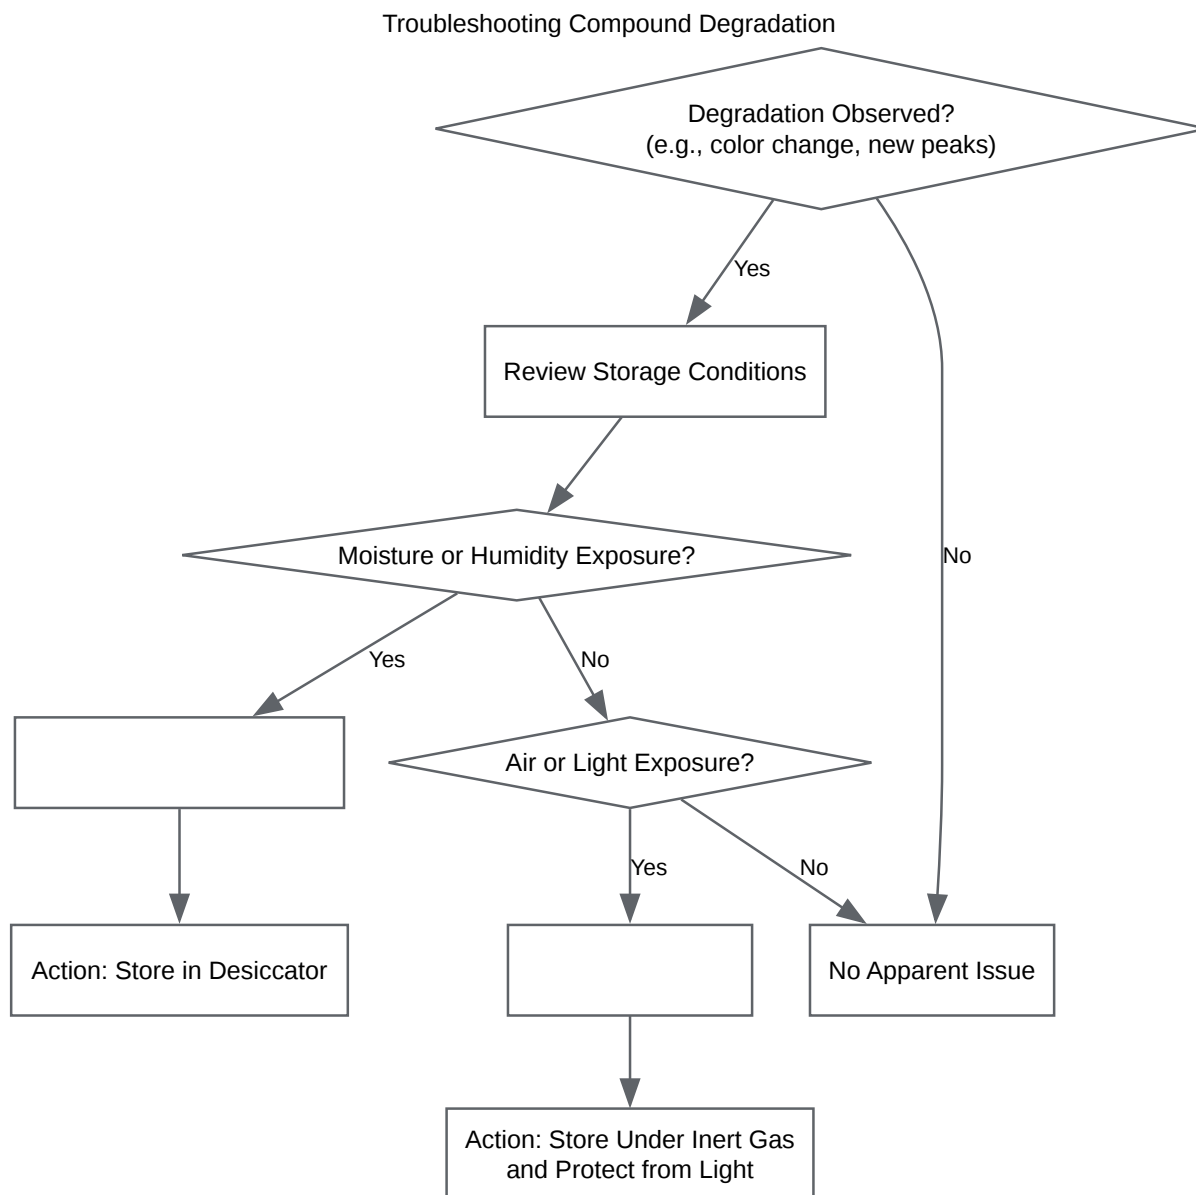 Troubleshooting Compound Degradation
Degradation Observed?
(e.g., color change, new peaks)
Yes
Review Storage Conditions
Moisture or Humidity Exposure?
No
Yes
No
Air or Light Exposure?
Yes
No
Action: Store in Desiccator
No Apparent Issue
Action: Store Under Inert Gas
and Protect from Light